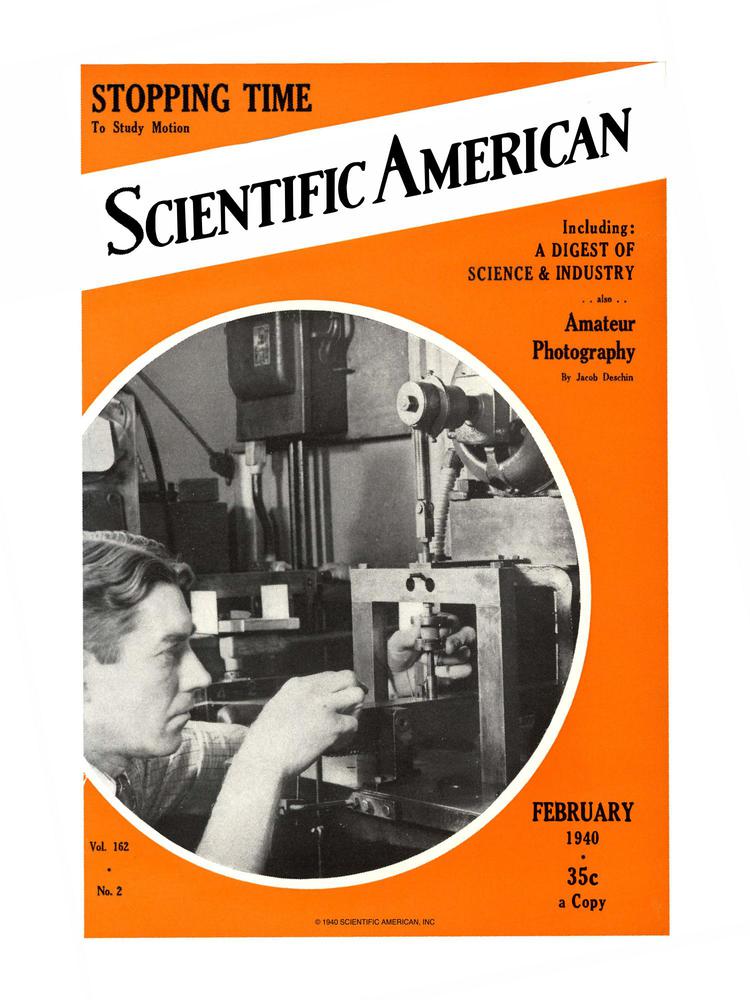 STOPPING TIME
To Study Motion
SCIENTIFIC AMERICAN
Including:
A DIGEST OF
SCIENCE & INDUSTRY
. . also . .
Amateur
Photography
By Jacob Deschin
FEBRUARY
1940
•
35c
a Copy
Vol. 162
•
No. 2
© 1940 SCIENTIFIC AMERICAN, INC